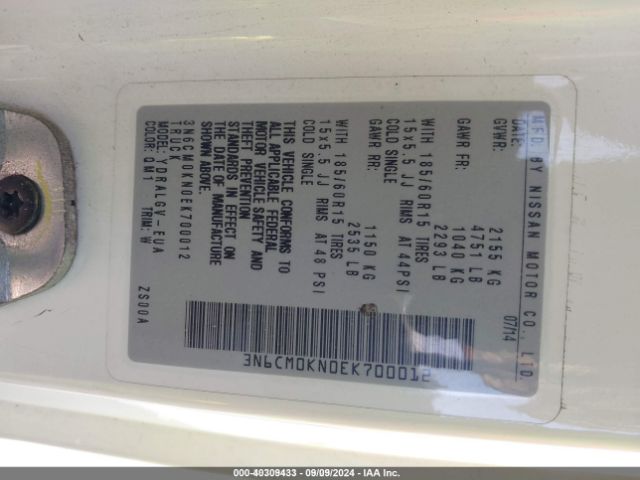 MFD. BY NISSAN MOTOR CO., LTD.
DATE: 07/14
GVWR: 2155 KG
4751 LB
GAWR FR: 1040 KG
2293 LB
WITH 185/60R15 TIRES
15x5.5 JJ RIMS AT 44PSI
COLD SINGLE
GAWR RR: 1150 KG
2535 LB
WITH 185/60R15 TIRES
15x5.5 JJ RIMS AT 48 PSI
COLD SINGLE
THIS VEHICLE CONFORMS TO
ALL APPLICABLE FEDERAL
MOTOR VEHICLE SAFETY AND
THEFT PREVENTION
STANDARDS IN EFFECT ON
THE DATE OF MANUFACTURE
SHOWN ABOVE.
3N6CM0KN0EK700012
TRUCK
MODEL: YDRALGV-EUA
COLOR: QM1 TRIM: W
ZS00A
3N6CM0KN0EK700012
000-40309433 - 09/09/2024 - IAA Inc.